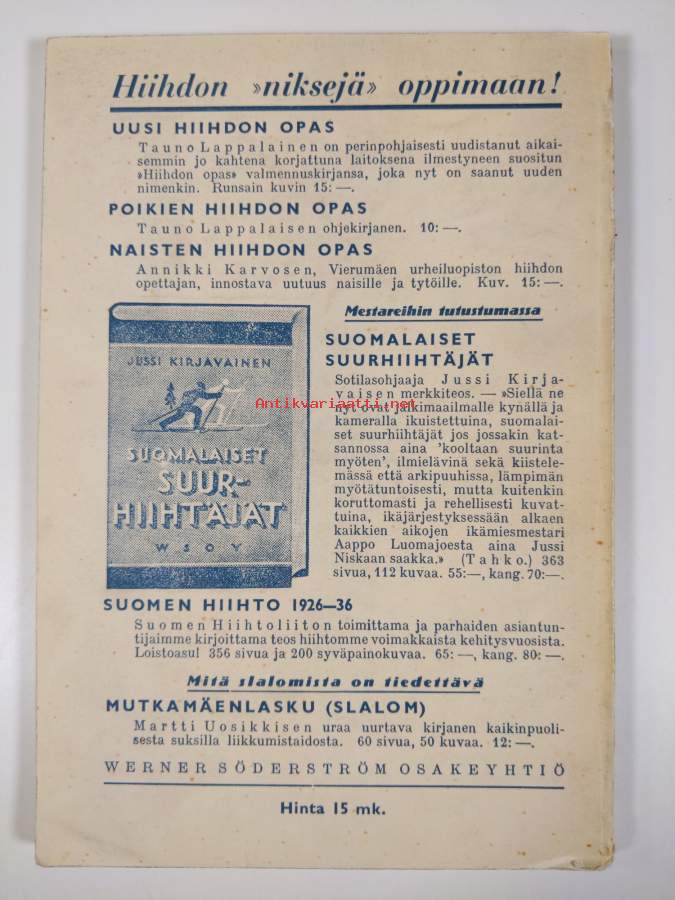 Hiihdon »niksejä» oppimaan!
UUSI HIIHDON OPAS
Tauno Lappalainen on perinpohjaisesti uudistanut aikai-
semmin jo kahtena korjattuna laitoksena ilmestyneen suositun
»Hiihdon opas» valmennuskirjansa, joka nyt on saanut uuden
nimenkin. Runsain kuvin 15: —.
POIKIEN HIIHDON OPAS
Tauno Lappalaisen ohjekirjanen. 10: —.
NAISTEN HIIHDON OPAS
Annikki Karvosen, Vierumäen urheiluopiston hiihdon
opettajan, innostava uutuus naisille ja tytöille. Kuv. 15: —.
Mestareihin tutustumassa
JUSSI KIRJAVAINEN
SUOMALAISET
SUUR-
HIIHTÄJÄT
WSOY
SUOMALAISET
SUURHIIHTÄJÄT
Sotilasohjaaja Jussi Kirja-
vaisen merkkiteos. — »Siellä ne
nyt ovat jälkimaailmalle kynällä ja
kameralla ikuistettuina, suomalai-
set suurhiihtäjät jos jossakin kat-
sannossa aina 'kooltaan suurinta
myöten', ilmielävinä sekä kiistele-
mässä että arkipuuhissa, lämpimän
myötätuntoisesti, mutta kuitenkin
koruttomasti ja rehellisesti kuvat-
tuina, ikäjärjestyksessään alkaen
kaikkien aikojen ikämiesmestari
Aappo Luomajoesta aina Jussi
Niskaan saakka.» (Tahko.) 363
sivua, 112 kuvaa. 55:—, kang. 70:—.
Antikvariaatti.net
SUOMEN HIIHTO 1926—36
Suomen Hiihtoliiton toimittama ja parhaiden asiantun-
tijaimme kirjoittama teos hiihtomme voimakkaista kehitysvuosista.
Loistoasu! 356 sivua ja 200 syväpainokuvaa. 65: —, kang. 80: —.
Mitä slalomista on tiedettävä
MUTKAMÄENLASKU (SLALOM)
Martti Uosikkisen uraa uurtava kirjanen kaikinpuoli-
sesta suksilla liikkumistaidosta. 60 sivua, 50 kuvaa. 12: —.
WERNER SÖDERSTRÖM OSAKEYHTIÖ
Hinta 15 mk.